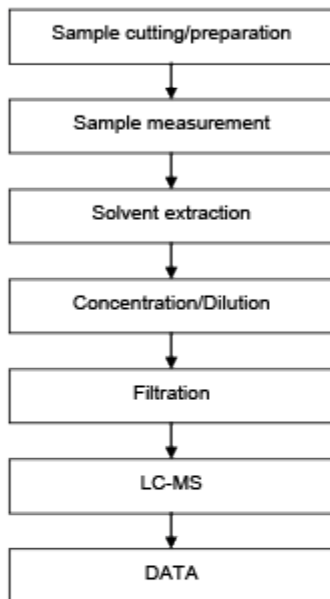 Sample cutting/preparation
Sample measurement
Solvent extraction
Concentration/Dilution
Filtration
LC-MS
DATA